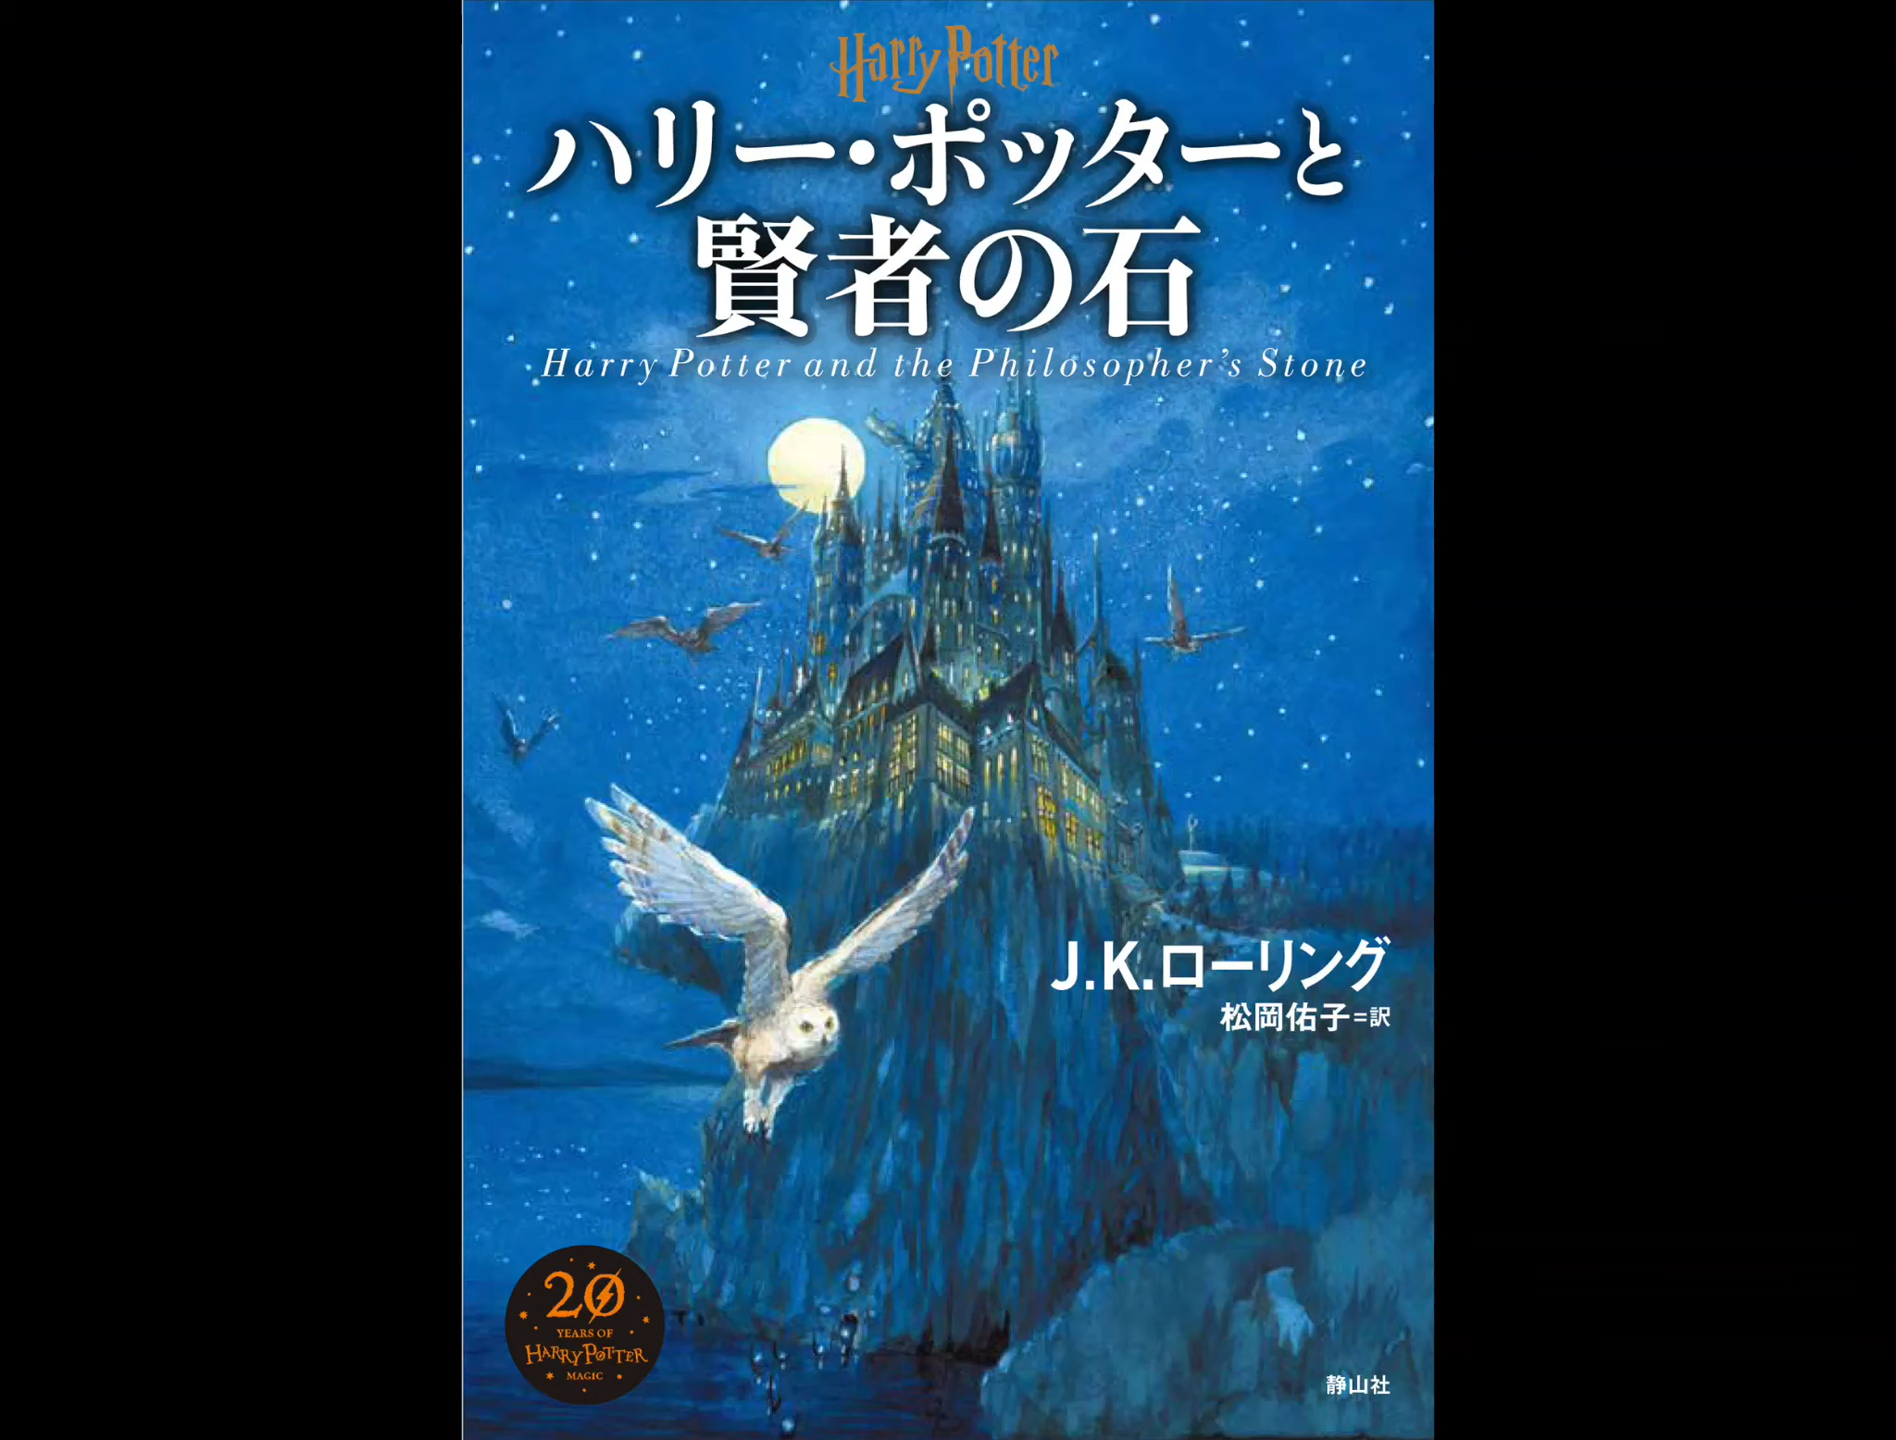 Harry Potter
ハリー・ポッターと
賢者の石
Harry Potter and the Philosopher's Stone
J.K.ローリング
松岡佑子=訳
20
YEARS OF
HARRY POTTER
MAGIC
静山社